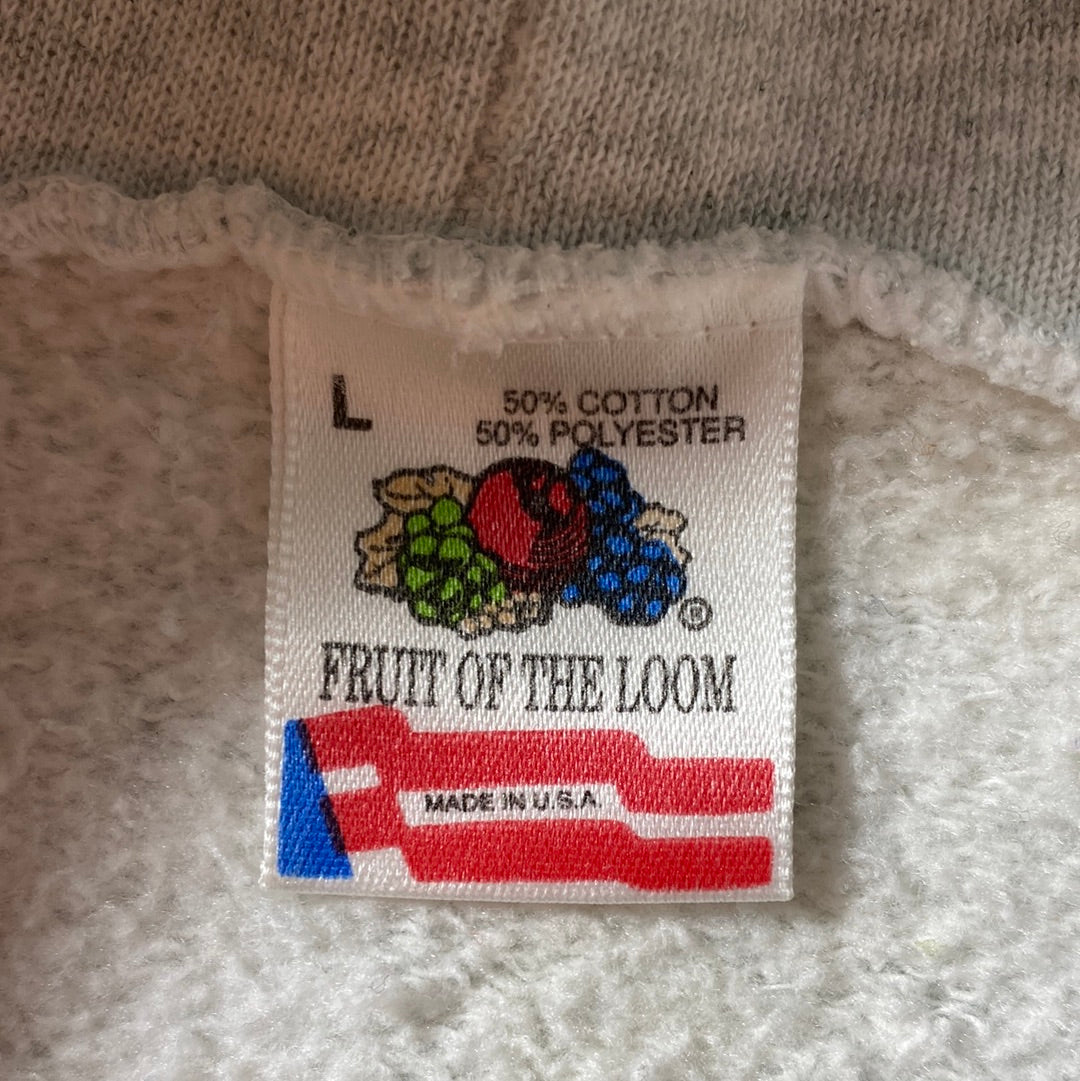 L
50% COTTON
50% POLYESTER
®
FRUIT OF THE LOOM
MADE IN U.S.A.